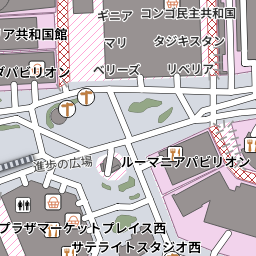 ギニア
コンゴ民主共和国
ア共和国館
マリ
タジキスタン
パビリオン
ベリーズ
リベリア
進歩の広場
ルーマニアパビリオン
プラザマーケットプレイス西
サテライトスタジオ西